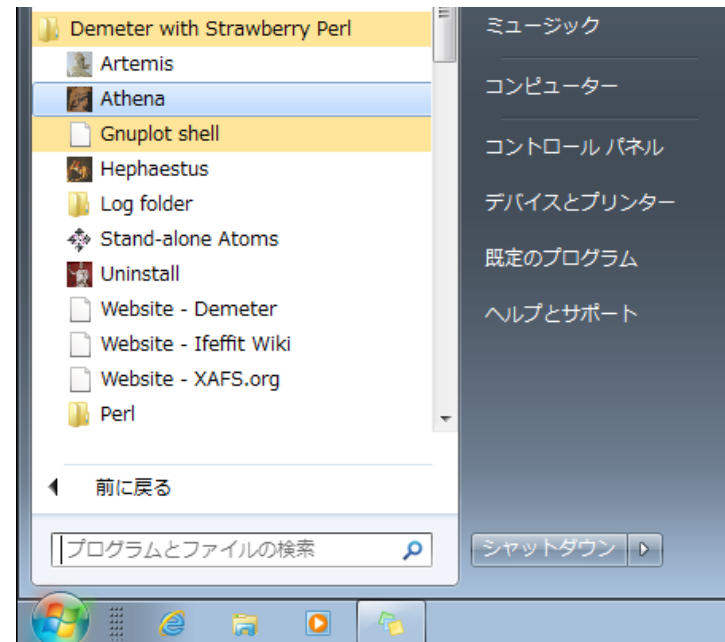 Demeter with Strawberry Perl
Artemis
Athena
Gnuplot shell
Hephaestus
Log folder
Stand-alone Atoms
Uninstall
Website - Demeter
Website - Ifeffit Wiki
Website - XAFS.org
Perl
前に戻る
プログラムとファイルの検索
ミュージック
コンピューター
コントロール パネル
デバイスとプリンター
既定のプログラム
ヘルプとサポート
シャットダウン